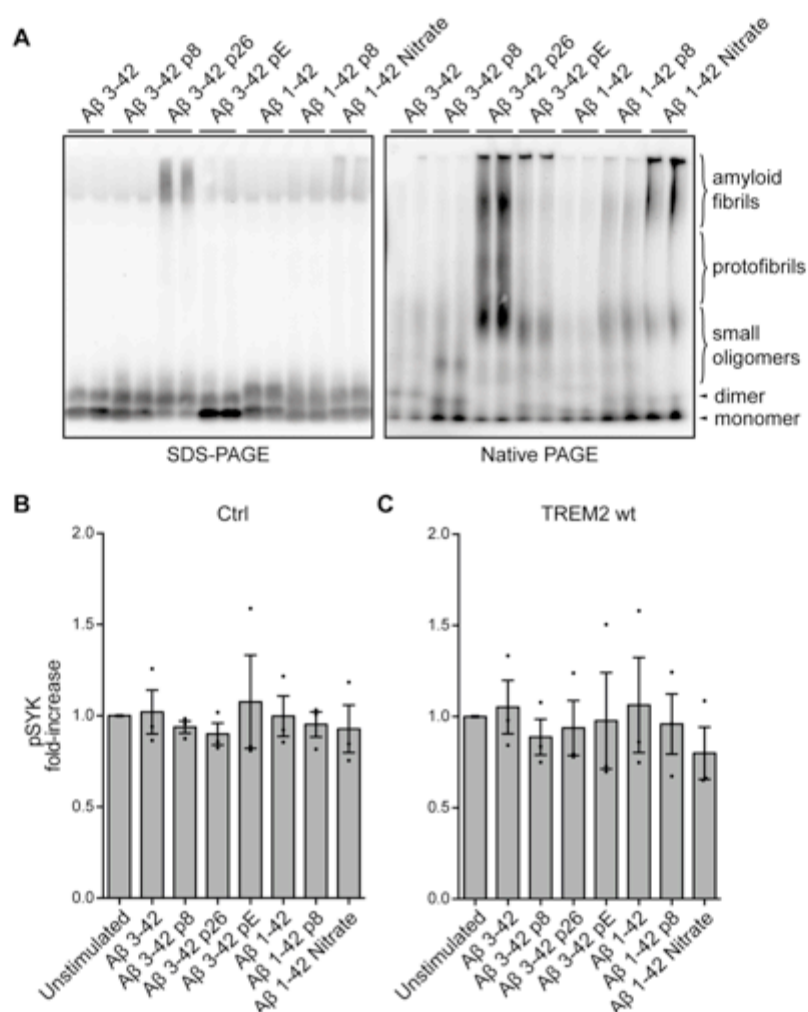 A
Aβ 3-42
Aβ 3-42 p8
Aβ 3-42 p26
Aβ 3-42 pE
Aβ 1-42
Aβ 1-42 p8
Aβ 1-42 Nitrate
Aβ 3-42
Aβ 3-42 p8
Aβ 3-42 p26
Aβ 3-42 pE
Aβ 1-42
Aβ 1-42 p8
Aβ 1-42 Nitrate
amyloid
fibrils
protofibrils
small
oligomers
dimer
monomer
SDS-PAGE
Native PAGE
B
Ctrl
pSYK
fold-increase
2.0
1.5
1.0
0.5
0.0
Unstimulated
Aβ 3-42
Aβ 3-42 p8
Aβ 3-42 p26
Aβ 3-42 pE
Aβ 1-42
Aβ 1-42 p8
Aβ 1-42 Nitrate
C
TREM2 wt
2.0
1.5
1.0
0.5
0.0
Unstimulated
Aβ 3-42
Aβ 3-42 p8
Aβ 3-42 p26
Aβ 3-42 pE
Aβ 1-42
Aβ 1-42 p8
Aβ 1-42 Nitrate